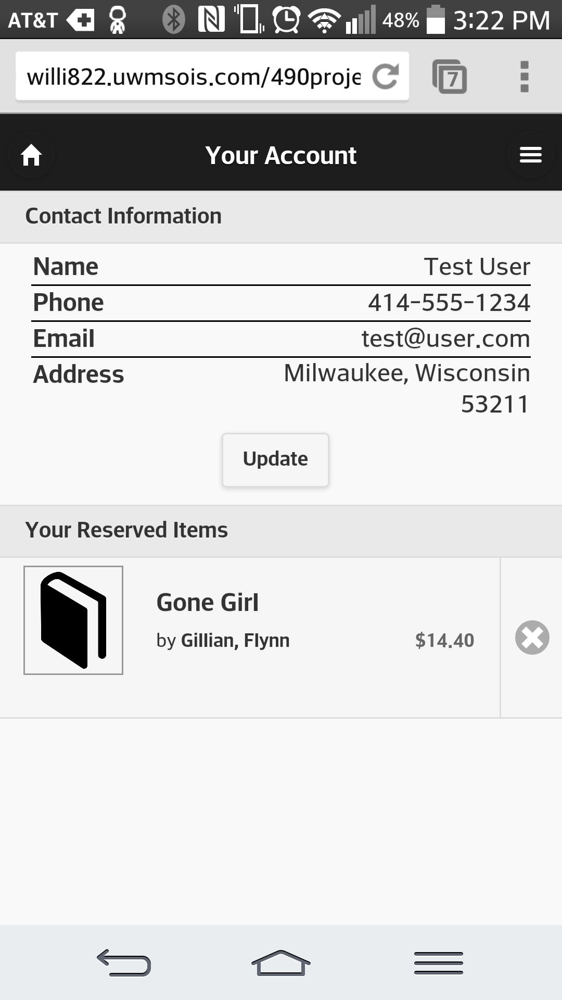 AT&T 48% 3:22 PM
willi822.uwmsois.com/490proje 7
Your Account
Contact Information
Name Test User
Phone 414-555-1234
Email test@user.com
Address Milwaukee, Wisconsin
53211
Update
Your Reserved Items
Gone Girl
by Gillian, Flynn $14.40